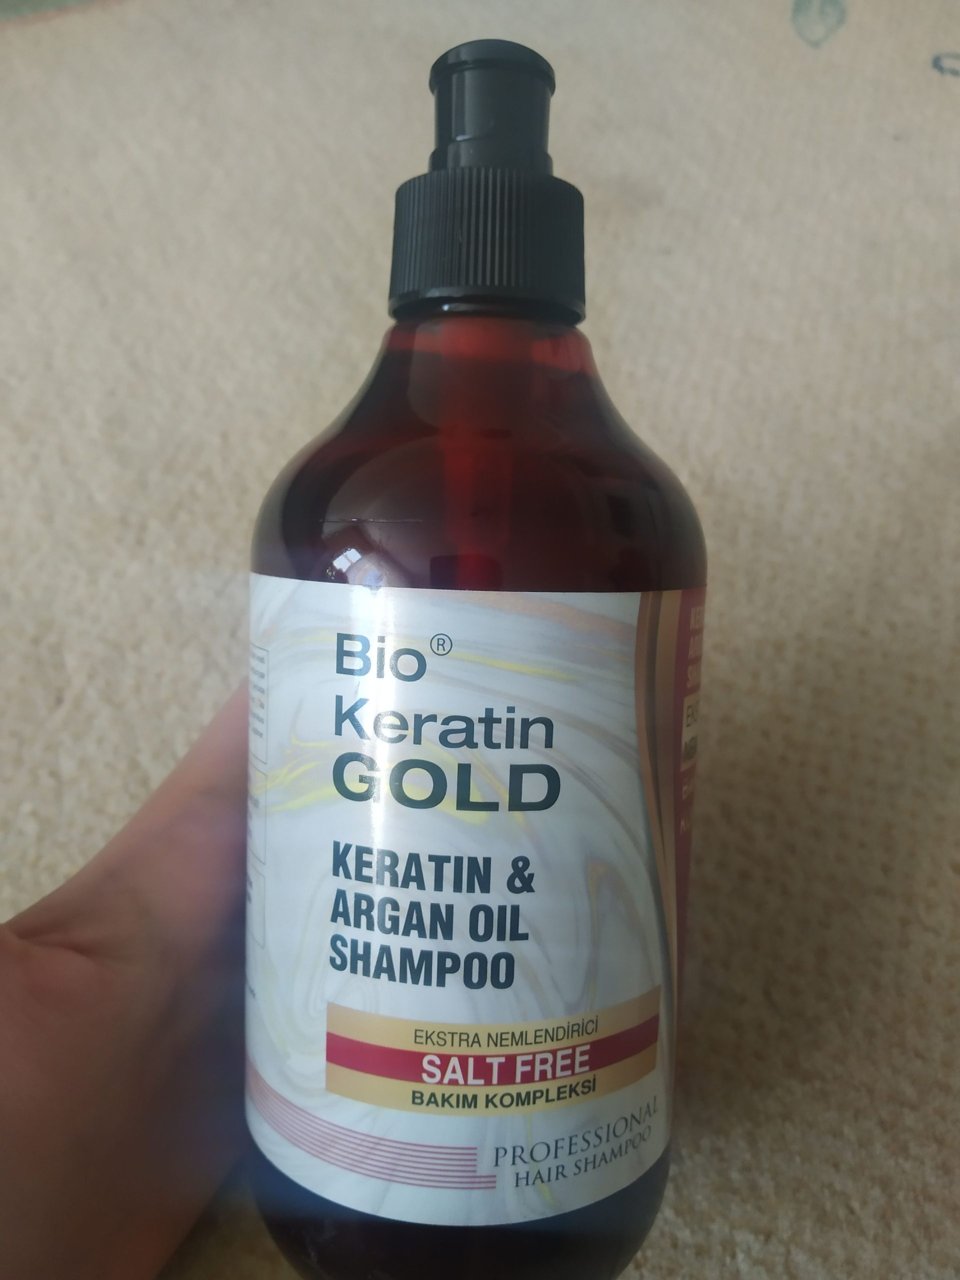 Bio®
Keratin
GOLD
KERATIN &
ARGAN OIL
SHAMPOO
EKSTRA NEMLENDİRİCİ
SALT FREE
BAKIM KOMPLEKSİ
PROFESSIONAL
HAIR SHAMPOO